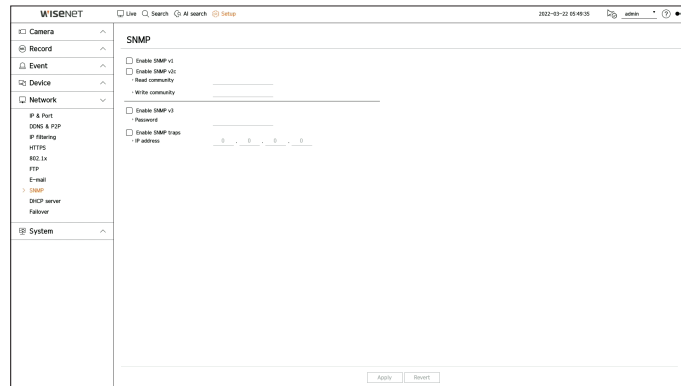 WISENET
Live Search AI search Setup 2022-03-22 05:49:35 admin ?
Camera
Record
Event
Device
Network
IP & Port
DDNS & P2P
IP filtering
HTTPS
802.1x
FTP
E-mail
> SNMP
DHCP server
Failover
System
SNMP
Enable SNMP v1
Enable SNMP v2c
· Read community
· Write community
Enable SNMP v3
· Password
Enable SNMP traps
· IP address 0 . 0 . 0 . 0
Apply Revert